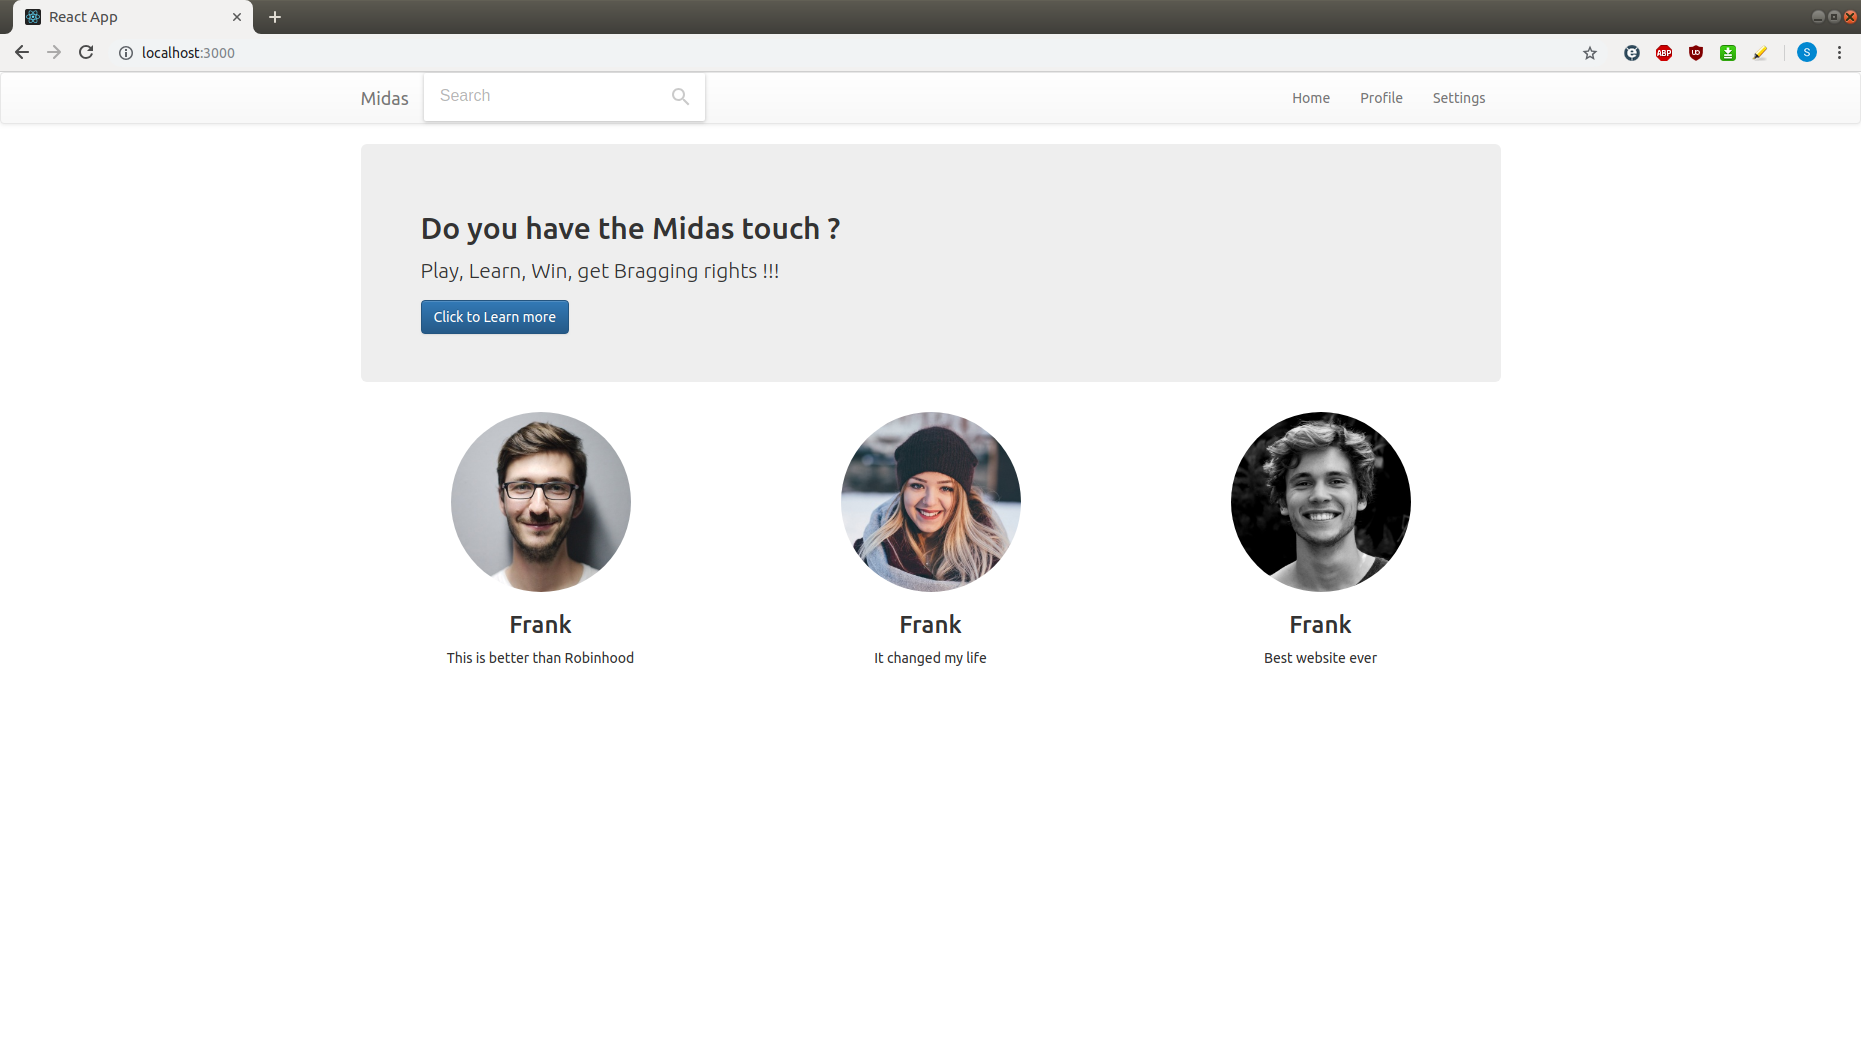 React App
localhost:3000
ABP
S
Midas
Search
Home
Profile
Settings
Do you have the Midas touch ?
Play, Learn, Win, get Bragging rights !!!
Click to Learn more
Frank
Frank
Frank
This is better than Robinhood
It changed my life
Best website ever